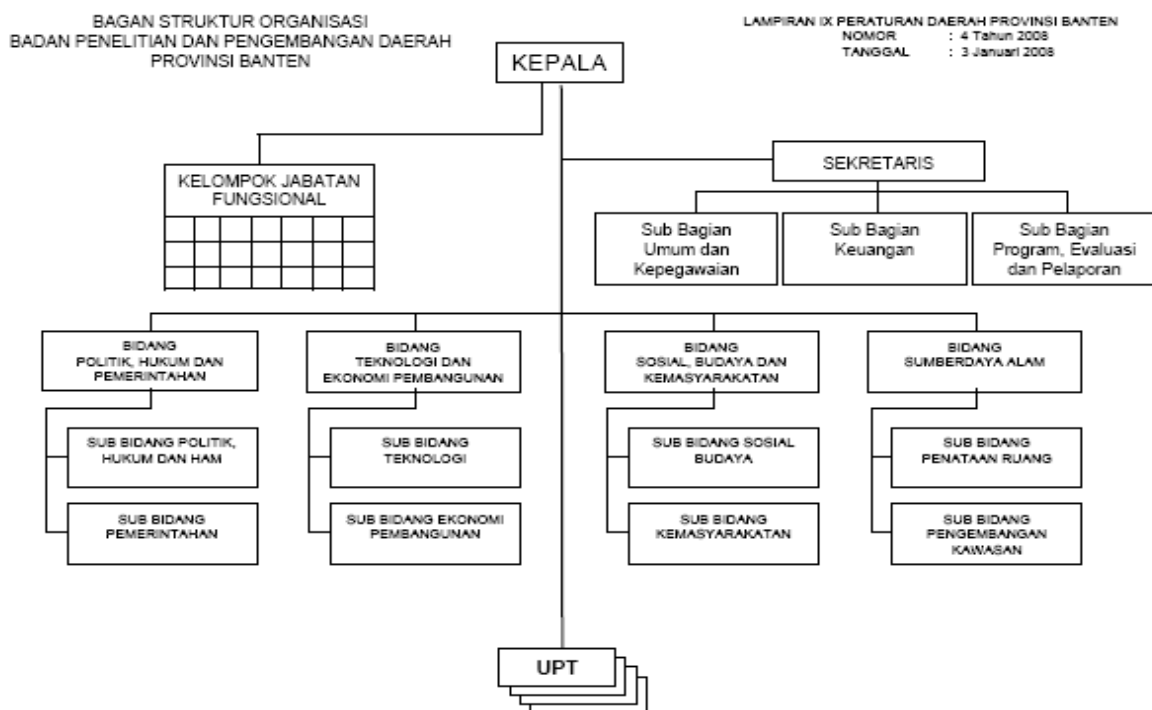 BAGAN STRUKTUR ORGANISASI
BADAN PENELITIAN DAN PENGEMBANGAN DAERAH
PROVINSI BANTEN
LAMPIRAN IX PERATURAN DAERAH PROVINSI BANTEN
NOMOR : 4 Tahun 2008
TANGGAL : 3 Januari 2008
KEPALA
KELOMPOK JABATAN
FUNGSIONAL
SEKRETARIS
Sub Bagian
Umum dan
Kepegawaian
Sub Bagian
Keuangan
Sub Bagian
Program, Evaluasi
dan Pelaporan
BIDANG
POLITIK, HUKUM DAN
PEMERINTAHAN
BIDANG
TEKNOLOGI DAN
EKONOMI PEMBANGUNAN
BIDANG
SOSIAL, BUDAYA DAN
KEMASYARAKATAN
BIDANG
SUMBERDAYA ALAM
SUB BIDANG POLITIK,
HUKUM DAN HAM
SUB BIDANG
TEKNOLOGI
SUB BIDANG SOSIAL
BUDAYA
SUB BIDANG
PENATAAN RUANG
SUB BIDANG
PEMERINTAHAN
SUB BIDANG EKONOMI
PEMBANGUNAN
SUB BIDANG
KEMASYARAKATAN
SUB BIDANG
PENGEMBANGAN
KAWASAN
UPT